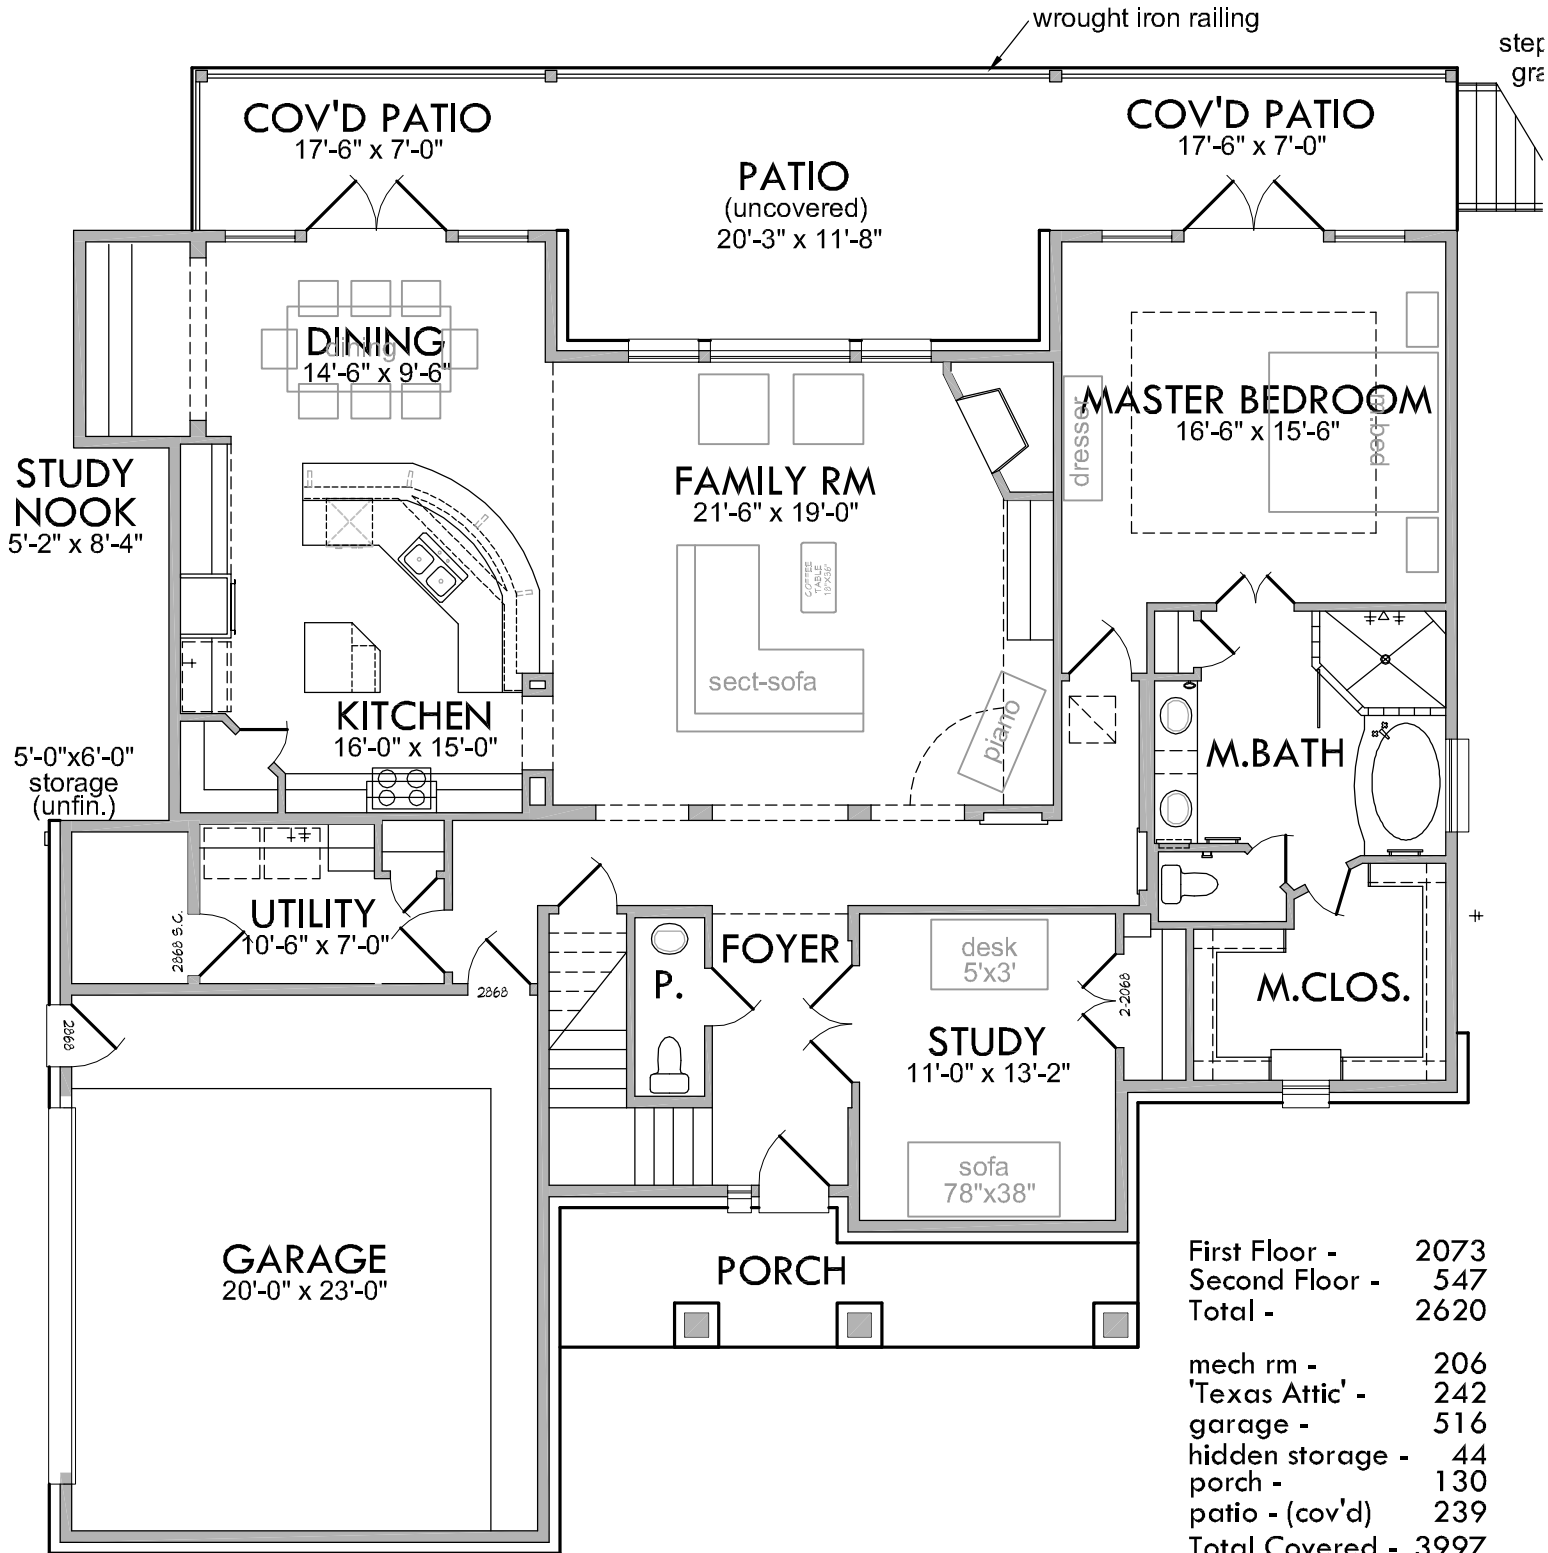 wrought iron railing
COV'D PATIO
17'-6" x 7'-0"
PATIO
(uncovered)
20'-3" x 11'-8"
COV'D PATIO
17'-6" x 7'-0"
DINING
dining
14'-6" x 9'-6"
STUDY
NOOK
5'-2" x 8'-4"
FAMILY RM
21'-6" x 19'-0"
dresser
MASTER BEDROOM
16'-6" x 15'-6"
COFFEE
TABLE
18"X36"
sect-sofa
piano
KITCHEN
16'-0" x 15'-0"
5'-0"x6'-0"
storage
(unfin.)
M.BATH
UTILITY
10'-6" x 7'-0"
2868 S.C.
2868
2868
P.
FOYER
desk
5'x3'
2-2068
M.CLOS.
STUDY
11'-0" x 13'-2"
sofa
78"x38"
GARAGE
20'-0" x 23'-0"
PORCH
First Floor - 2073
Second Floor - 547
Total - 2620
mech rm - 206
'Texas Attic' - 242
garage - 516
hidden storage - 44
porch - 130
patio - (cov'd) 239
Total Covered - 3997